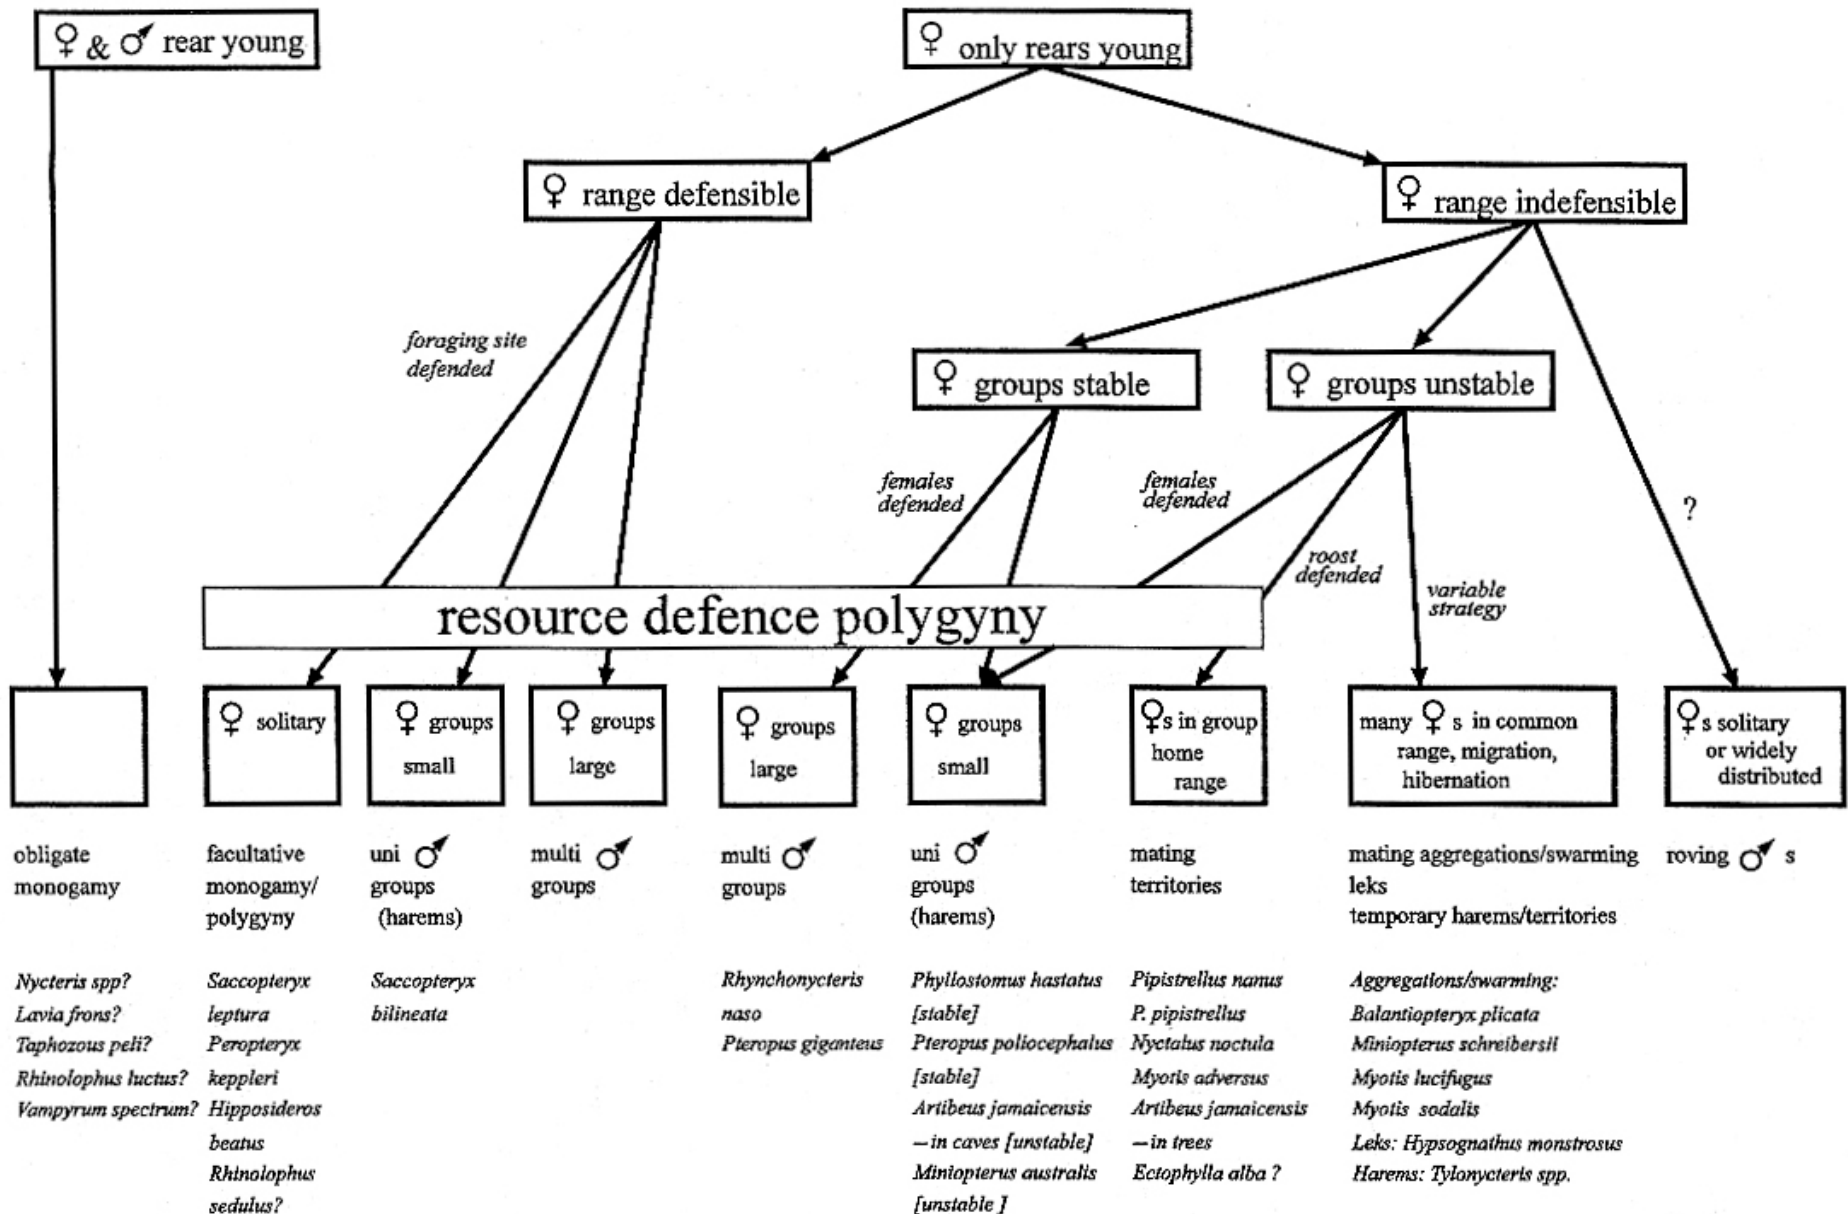 ♀ & ♂ rear young
♀ only rears young
♀ range defensible
♀ range indefensible
foraging site
defended
♀ groups stable
♀ groups unstable
females
defended
females
defended
?
roost
defended
variable
strategy
resource defence polygyny
♀ solitary
♀ groups
small
♀ groups
large
♀ groups
large
♀ groups
small
♀s in group
home
range
many ♀ s in common
range, migration,
hibernation
♀s solitary
or widely
distributed
obligate
monogamy
facultative
monogamy/
polygyny
uni ♂
groups
(harems)
multi ♂
groups
multi ♂
groups
uni ♂
groups
(harems)
mating
territories
mating aggregations/swarming
leks
temporary harems/territories
roving ♂ s
Nycteris spp?
Lavia frons?
Taphozous peli?
Rhinolophus luctus?
Vampyrum spectrum?
Saccopteryx
leptura
Peropteryx
keppleri
Hipposideros
beatus
Rhinolophus
sedulus?
Saccopteryx
bilineata
Rhynchonycteris
naso
Pteropus giganteus
Phyllostomus hastatus
[stable]
Pteropus poliocephalus
[stable]
Artibeus jamaicensis
–in caves [unstable]
Miniopterus australis
[unstable ]
Pipistrellus nanus
P. pipistrellus
Nyctalus noctula
Myotis adversus
Artibeus jamaicensis
–in trees
Ectophylla alba ?
Aggregations/swarming:
Balantiopteryx plicata
Miniopterus schreibersii
Myotis lucifugus
Myotis sodalis
Leks: Hypsognathus monstrosus
Harems: Tylonycteris spp.